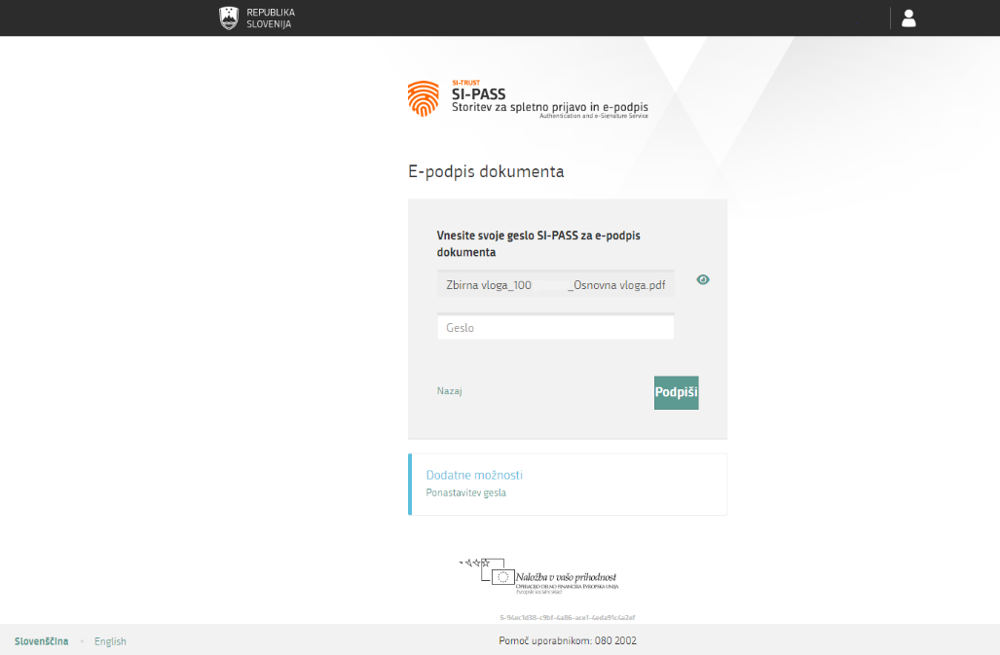 REPUBLIKA
SLOVENIJA
SI-TRUST
SI-PASS
Storitev za spletno prijavo in e-podpis
Authentication and e-Signature Service
E-podpis dokumenta
Vnesite svoje geslo SI-PASS za e-podpis
dokumenta
Zbirna vloga_100 _Osnovna vloga.pdf
Geslo
Nazaj
Podpiši
Dodatne možnosti
Ponastavitev gesla
Naložba v vašo prihodnost
OPERACIJO DELNO FINANCIRA EVROPSKA UNIJA
Evropski socialni sklad
5-94ec1d38-c9bf-4a86-ace1-4eda91c4a2ef
Slovenščina
English
Pomoč uporabnikom: 080 2002